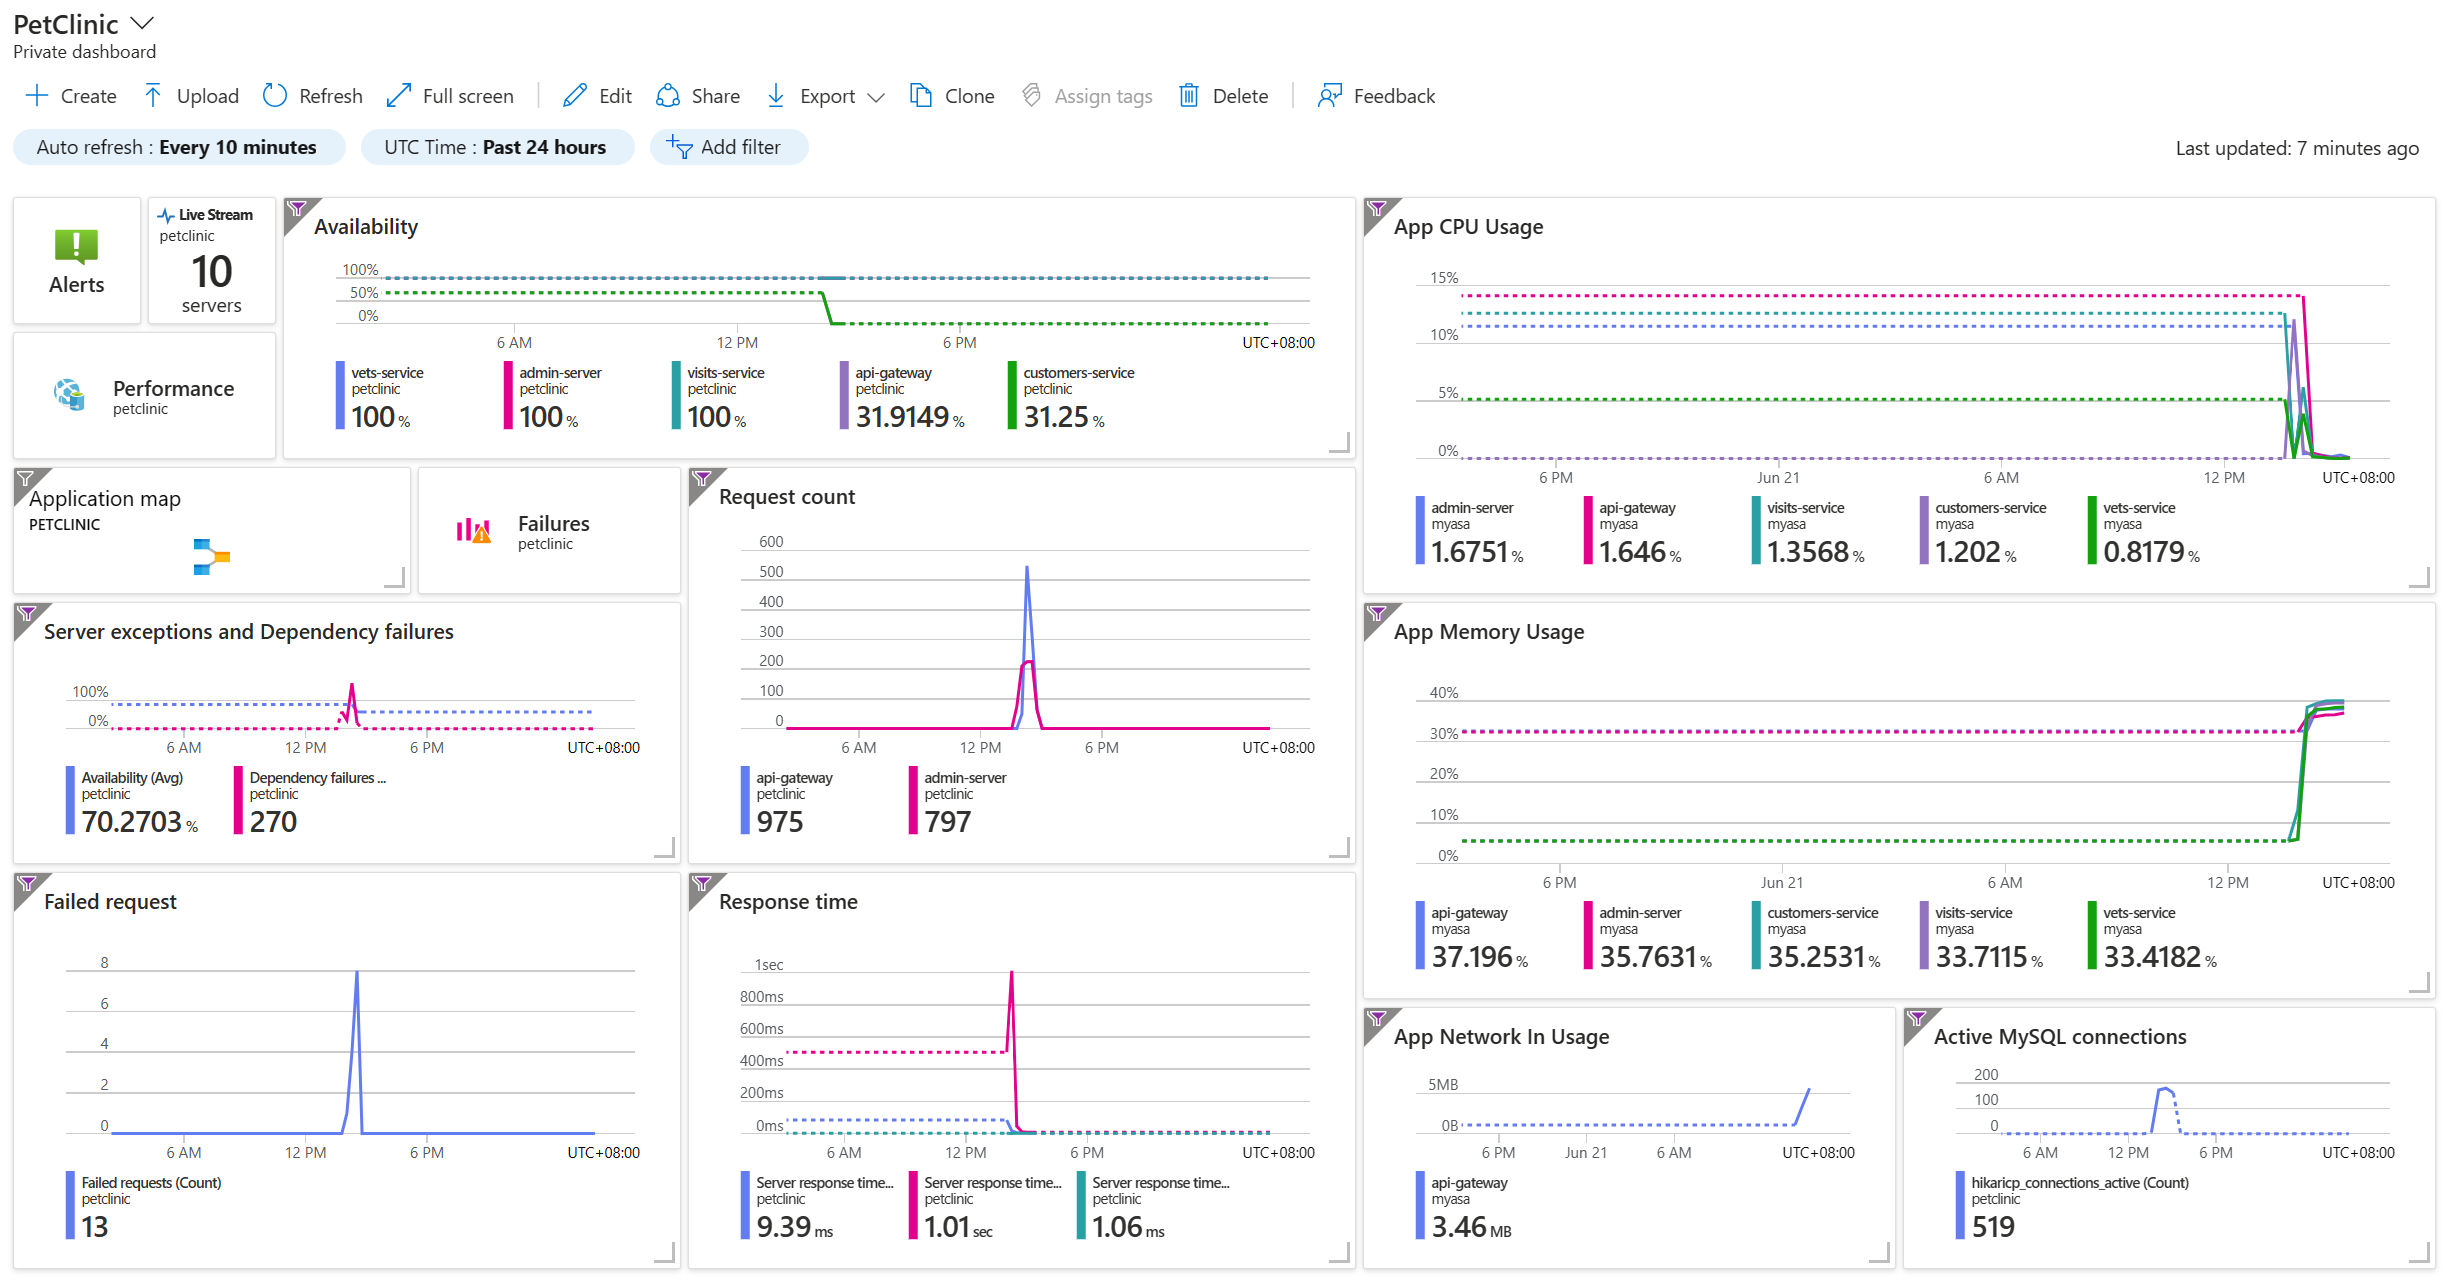 PetClinic
Private dashboard
Create Upload Refresh Full screen Edit Share Export Clone Assign tags Delete Feedback
Auto refresh : Every 10 minutes UTC Time : Past 24 hours Add filter Last updated: 7 minutes ago
Alerts
Live Stream
petclinic
10
servers
Performance
petclinic
Availability
100%
50%
0%
6 AM 12 PM 6 PM UTC+08:00
vets-service admin-server visits-service api-gateway customers-service
petclinic petclinic petclinic petclinic petclinic
100 % 100 % 100 % 31.9149 % 31.25 %
App CPU Usage
15%
10%
5%
0%
6 PM Jun 21 6 AM 12 PM UTC+08:00
admin-server api-gateway visits-service customers-service vets-service
myasa myasa myasa myasa myasa
1.6751 % 1.646 % 1.3568 % 1.202 % 0.8179 %
Application map
PETCLINIC
Failures
petclinic
Request count
600
500
400
300
200
100
0
6 AM 12 PM 6 PM UTC+08:00
api-gateway admin-server
petclinic petclinic
975 797
Server exceptions and Dependency failures
100%
0%
6 AM 12 PM 6 PM UTC+08:00
Availability (Avg) Dependency failures ...
petclinic petclinic
70.2703 % 270
App Memory Usage
40%
30%
20%
10%
0%
6 PM Jun 21 6 AM 12 PM UTC+08:00
api-gateway admin-server customers-service visits-service vets-service
myasa myasa myasa myasa myasa
37.196 % 35.7631 % 35.2531 % 33.7115 % 33.4182 %
Failed request
8
6
4
2
0
6 AM 12 PM 6 PM UTC+08:00
Failed requests (Count)
petclinic
13
Response time
1sec
800ms
600ms
400ms
200ms
0ms
6 AM 12 PM 6 PM UTC+08:00
Server response time... Server response time... Server response time...
petclinic petclinic petclinic
9.39 ms 1.01 sec 1.06 ms
App Network In Usage
5MB
0B
6 PM Jun 21 6 AM UTC+08:00
api-gateway
myasa
3.46 MB
Active MySQL connections
200
100
0
6 AM 12 PM 6 PM UTC+08:00
hikaricp_connections_active (Count)
petclinic
519